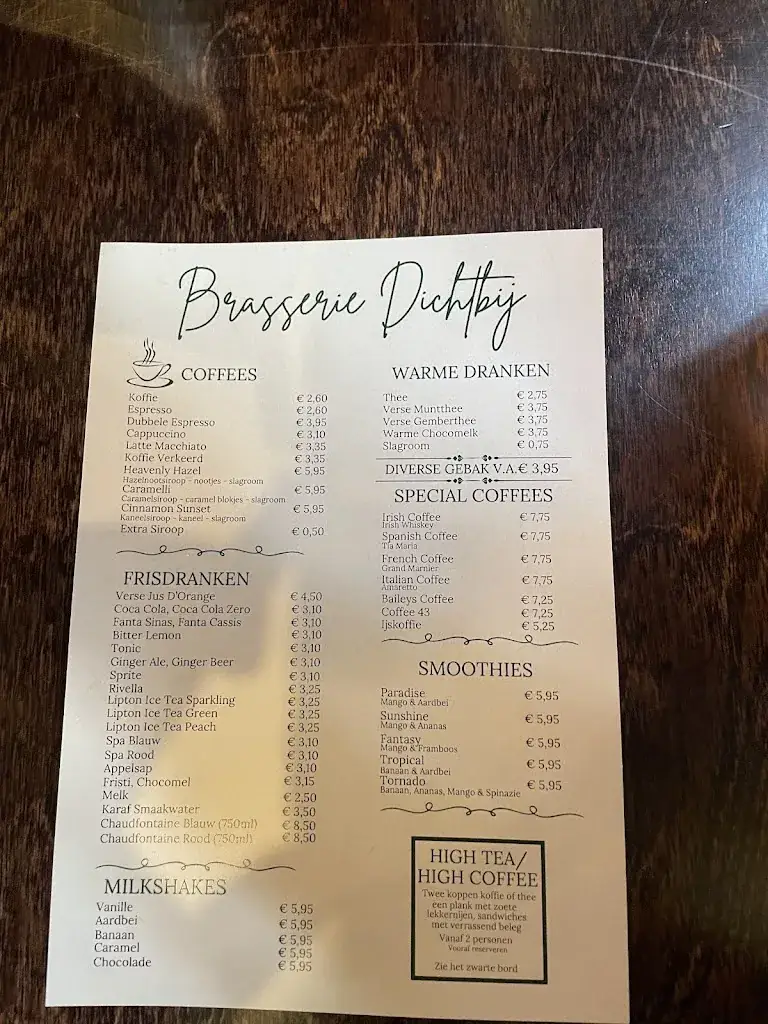 Brasserie Dichtbij
COFFEES
Koffie € 2,60
Espresso € 2,60
Dubbele Espresso € 3,95
Cappuccino € 3,10
Latte Macchiato € 3,35
Koffie Verkeerd € 3,35
Heavenly Hazel € 5,95
Hazelnootsiroop - nootjes - slagroom
Caramelli € 5,95
Caramelsiroop - caramel blokjes - slagroom
Cinnamon Sunset € 5,95
Kaneelsiroop - kaneel - slagroom
Extra Siroop € 0,50
FRISDRANKEN
Verse Jus D'Orange € 4,50
Coca Cola, Coca Cola Zero € 3,10
Fanta Sinas, Fanta Cassis € 3,10
Bitter Lemon € 3,10
Tonic € 3,10
Ginger Ale, Ginger Beer € 3,10
Sprite € 3,10
Rivella € 3,25
Lipton Ice Tea Sparkling € 3,25
Lipton Ice Tea Green € 3,25
Lipton Ice Tea Peach € 3,25
Spa Blauw € 3,10
Spa Rood € 3,10
Appelsap € 3,10
Fristi, Chocomel € 3,15
Melk € 2,50
Karaf Smaakwater € 3,50
Chaudfontaine Blauw (750ml) € 8,50
Chaudfontaine Rood (750ml) € 8,50
MILKSHAKES
Vanille € 5,95
Aardbei € 5,95
Banaan € 5,95
Caramel € 5,95
Chocolade € 5,95
WARME DRANKEN
Thee € 2,75
Verse Muntthee € 3,75
Verse Gemberthee € 3,75
Warme Chocomelk € 3,75
Slagroom € 0,75
DIVERSE GEBAK V.A.€ 3,95
SPECIAL COFFEES
Irish Coffee € 7,75
Irish Whiskey
Spanish Coffee € 7,75
Tia Maria
French Coffee € 7,75
Grand Marnier
Italian Coffee € 7,75
Amaretto
Baileys Coffee € 7,25
Coffee 43 € 7,25
Ijskoffie € 5,25
SMOOTHIES
Paradise € 5,95
Mango & Aardbei
Sunshine € 5,95
Mango & Ananas
Fantasy € 5,95
Mango & Framboos
Tropical € 5,95
Banaan & Aardbei
Tornado € 5,95
Banaan, Ananas, Mango & Spinazie
HIGH TEA/
HIGH COFFEE
Twee koppen koffie of thee
een plank met zoete
lekkernijen, sandwiches
met verrassend beleg
Vanaf 2 personen
Vooraf reserveren
Zie het zwarte bord